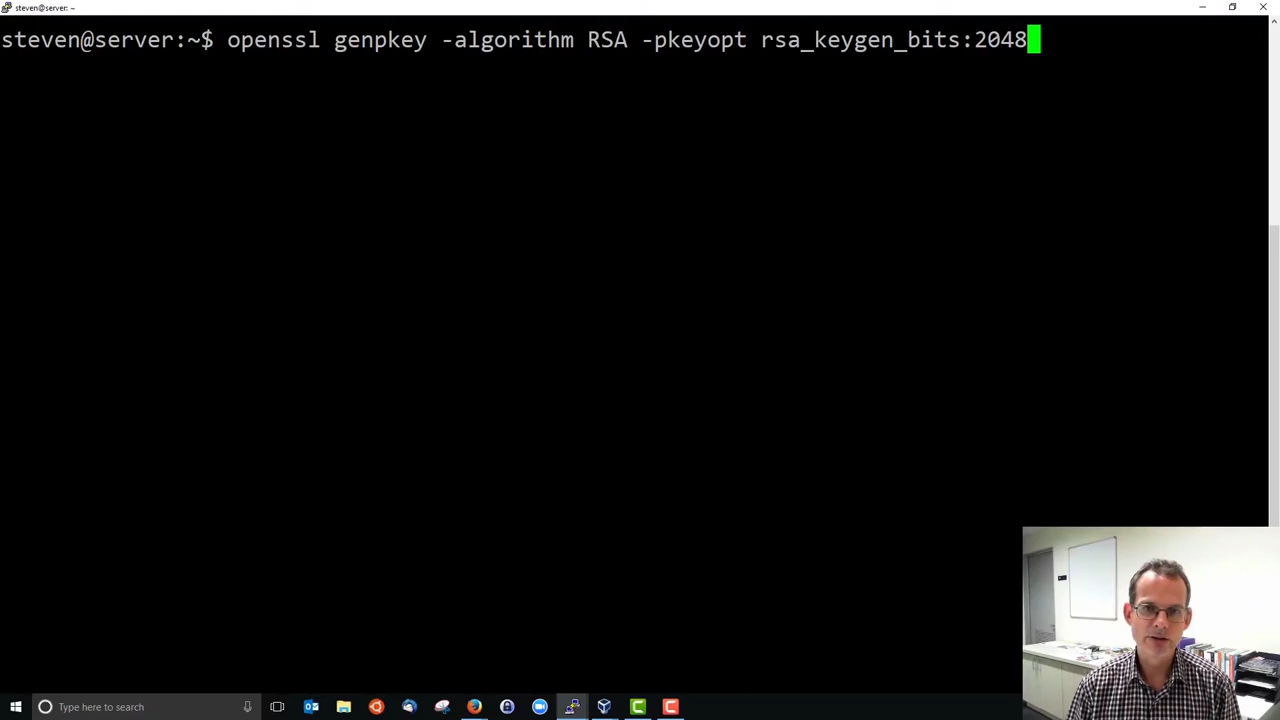 steven@server: ~
steven@server:~$ openssl genpkey -algorithm RSA -pkeyopt rsa_keygen_bits:2048
Type here to search